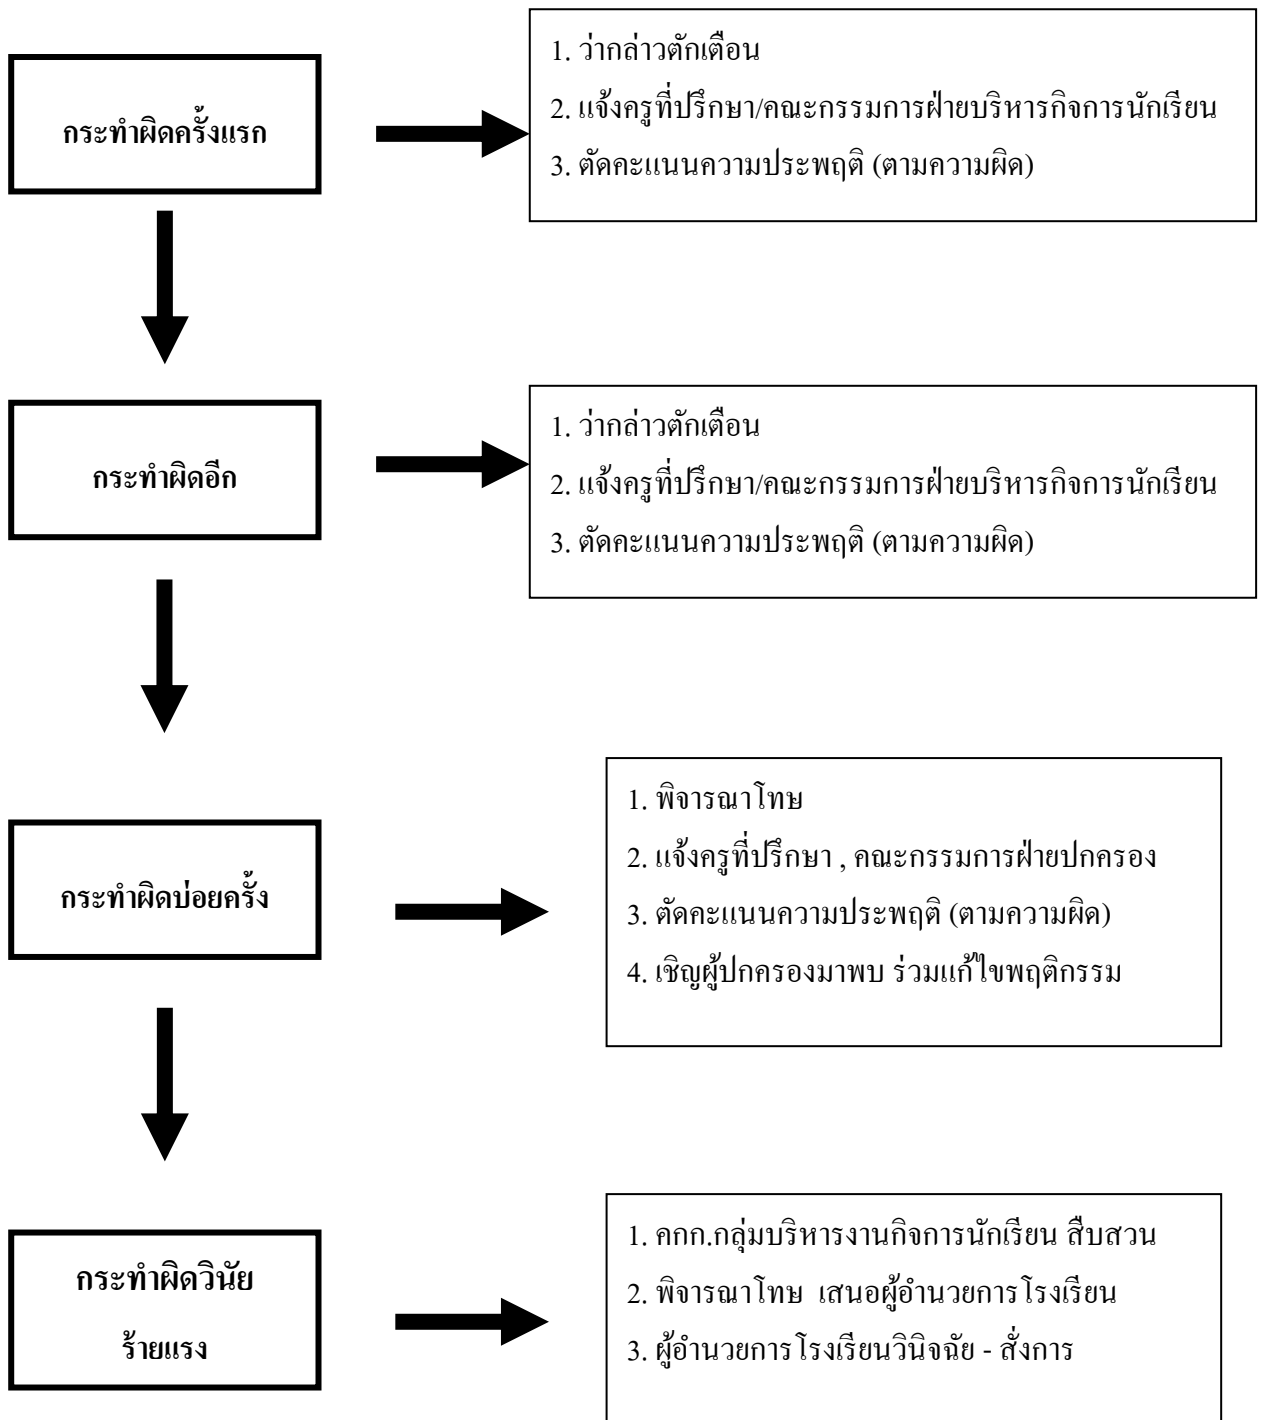 กระทำผิดครั้งแรก
1. ว่ากล่าวตักเตือน
2. แจ้งครูที่ปรึกษา/คณะกรรมการฝ่ายบริหารกิจการนักเรียน
3. ตัดคะแนนความประพฤติ (ตามความผิด)
กระทำผิดอีก
1. ว่ากล่าวตักเตือน
2. แจ้งครูที่ปรึกษา/คณะกรรมการฝ่ายบริหารกิจการนักเรียน
3. ตัดคะแนนความประพฤติ (ตามความผิด)
กระทำผิดบ่อยครั้ง
1. พิจารณาโทษ
2. แจ้งครูที่ปรึกษา , คณะกรรมการฝ่ายปกครอง
3. ตัดคะแนนความประพฤติ (ตามความผิด)
4. เชิญผู้ปกครองมาพบ ร่วมแก้ไขพฤติกรรม
กระทำผิดวินัย
ร้ายแรง
1. คกก.กลุ่มบริหารงานกิจการนักเรียน สืบสวน
2. พิจารณาโทษ เสนอผู้อำนวยการโรงเรียน
3. ผู้อำนวยการโรงเรียนวินิจฉัย - สั่งการ